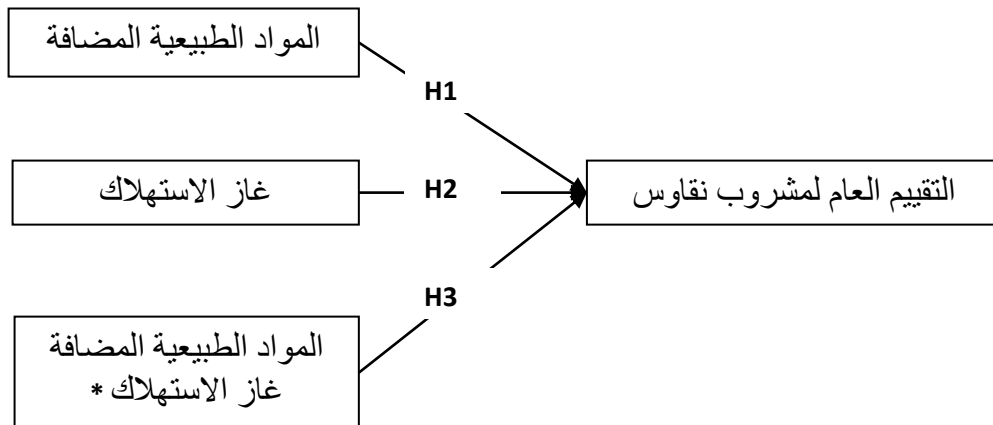 المواد الطبيعية المضافة
H1
غاز الاستهلاك
H2
التقييم العام لمشروب نقاوس
H3
المواد الطبيعية المضافة
غاز الاستهلاك *